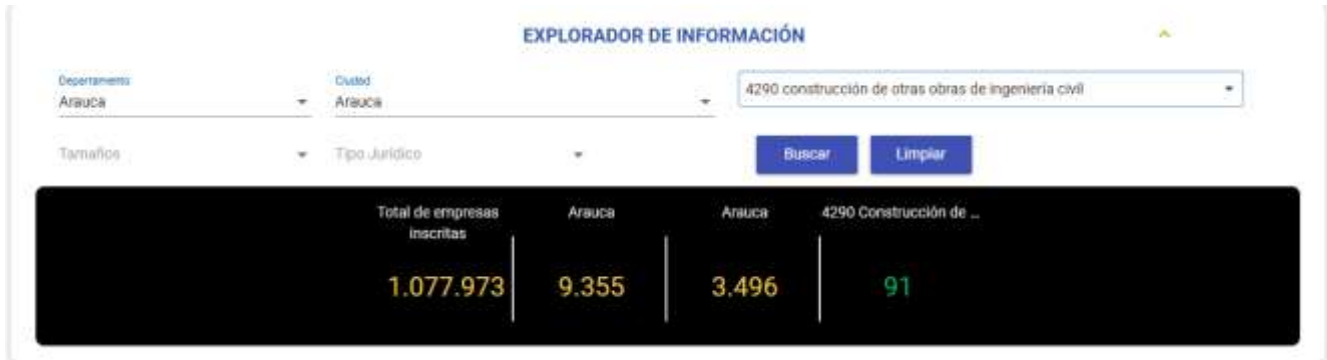 EXPLORADOR DE INFORMACIÓN
Departamento
Arauca
Ciudad
Arauca
4290 construcción de otras obras de ingeniería civil
Tamaños
Tipo Jurídico
Buscar
Limpiar
Total de empresas
inscritas
Arauca
Arauca
4290 Construcción de ...
1.077.973
9.355
3.496
91